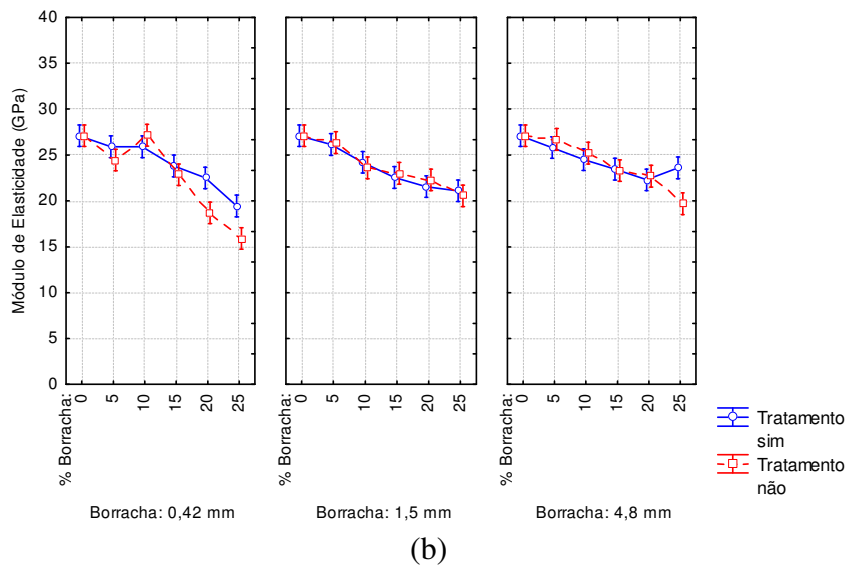 Módulo de Elasticidade (GPa)
40
35
30
25
20
15
10
5
0
% Borracha: 0 5 10 15 20 25
Borracha: 0,42 mm
% Borracha: 0 5 10 15 20 25
Borracha: 1,5 mm
% Borracha: 0 5 10 15 20 25
Borracha: 4,8 mm
Tratamento
sim
Tratamento
não
(b)